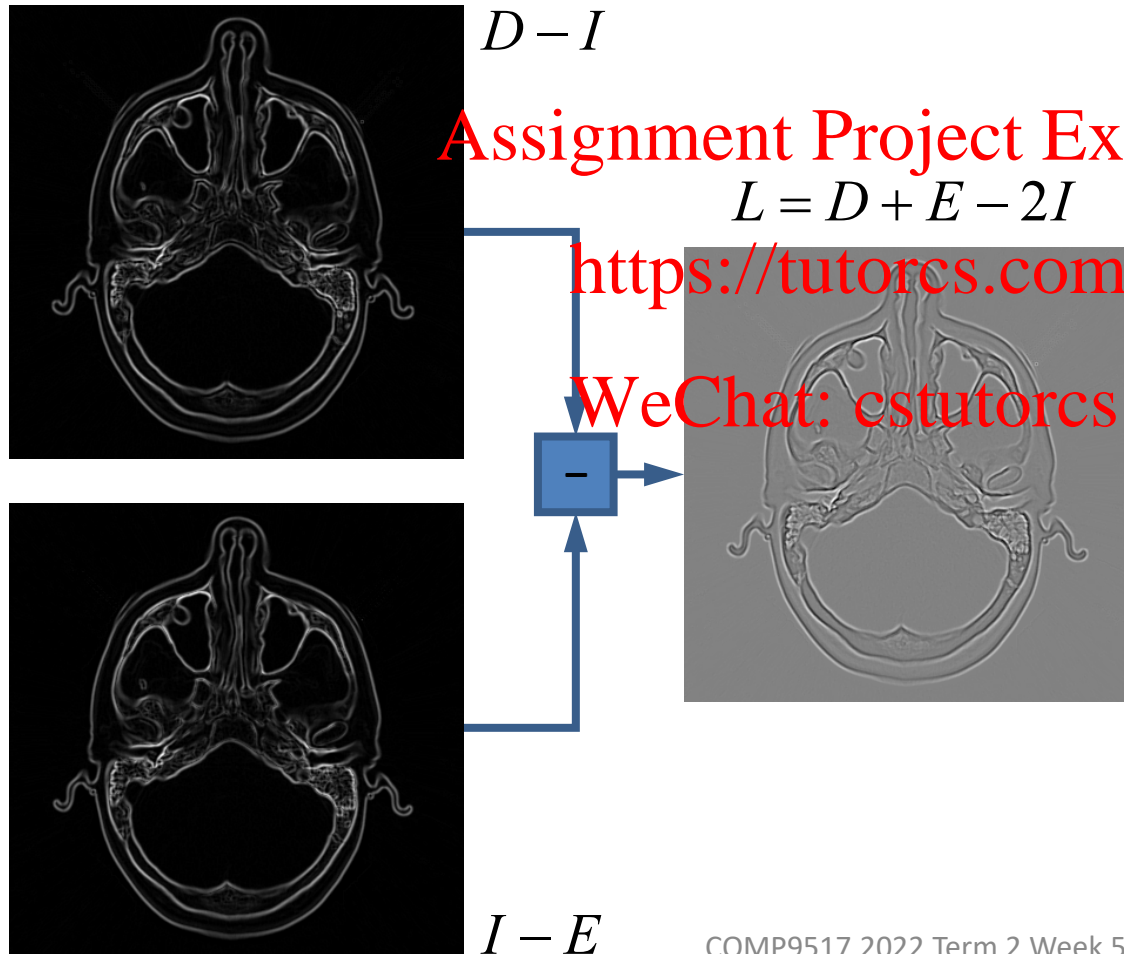 D − I
Assignment Project Ex
L = D + E − 2I
https://tutorcs.com
WeChat: cstutorcs
−
I − E
COMP9517 2022 Term 2 Week 5